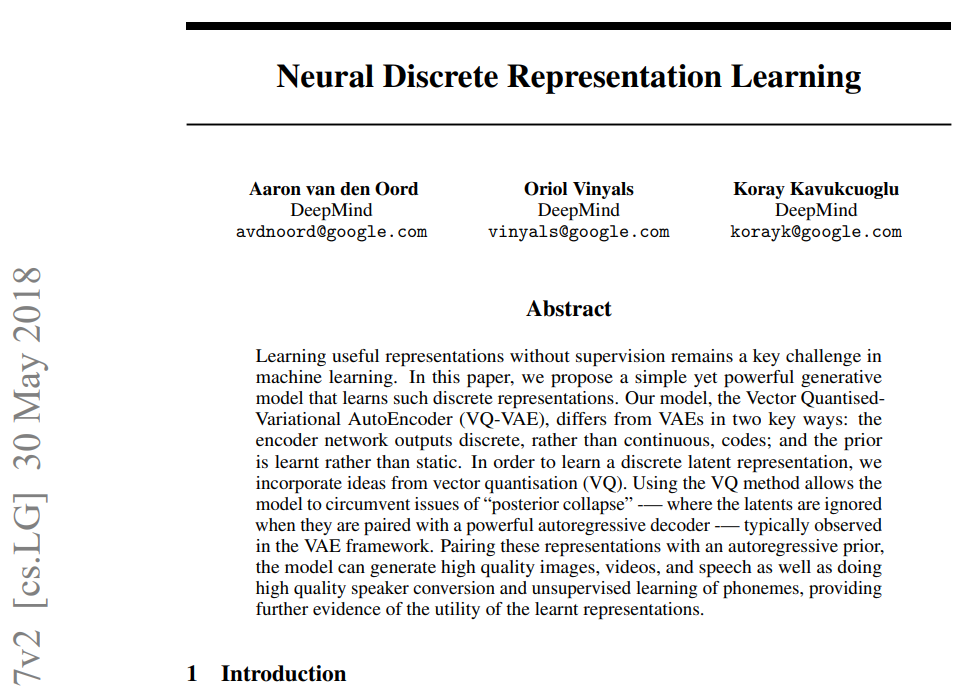 Neural Discrete Representation Learning
Aaron van den Oord
DeepMind
avdnoord@google.com
Oriol Vinyals
DeepMind
vinyals@google.com
Koray Kavukcuoglu
DeepMind
korayk@google.com
Abstract
Learning useful representations without supervision remains a key challenge in
machine learning. In this paper, we propose a simple yet powerful generative
model that learns such discrete representations. Our model, the Vector Quantised-
Variational AutoEncoder (VQ-VAE), differs from VAEs in two key ways: the
encoder network outputs discrete, rather than continuous, codes; and the prior
is learnt rather than static. In order to learn a discrete latent representation, we
incorporate ideas from vector quantisation (VQ). Using the VQ method allows the
model to circumvent issues of “posterior collapse” -— where the latents are ignored
when they are paired with a powerful autoregressive decoder -— typically observed
in the VAE framework. Pairing these representations with an autoregressive prior,
the model can generate high quality images, videos, and speech as well as doing
high quality speaker conversion and unsupervised learning of phonemes, providing
further evidence of the utility of the learnt representations.
1 Introduction
7v2 [cs.LG] 30 May 2018